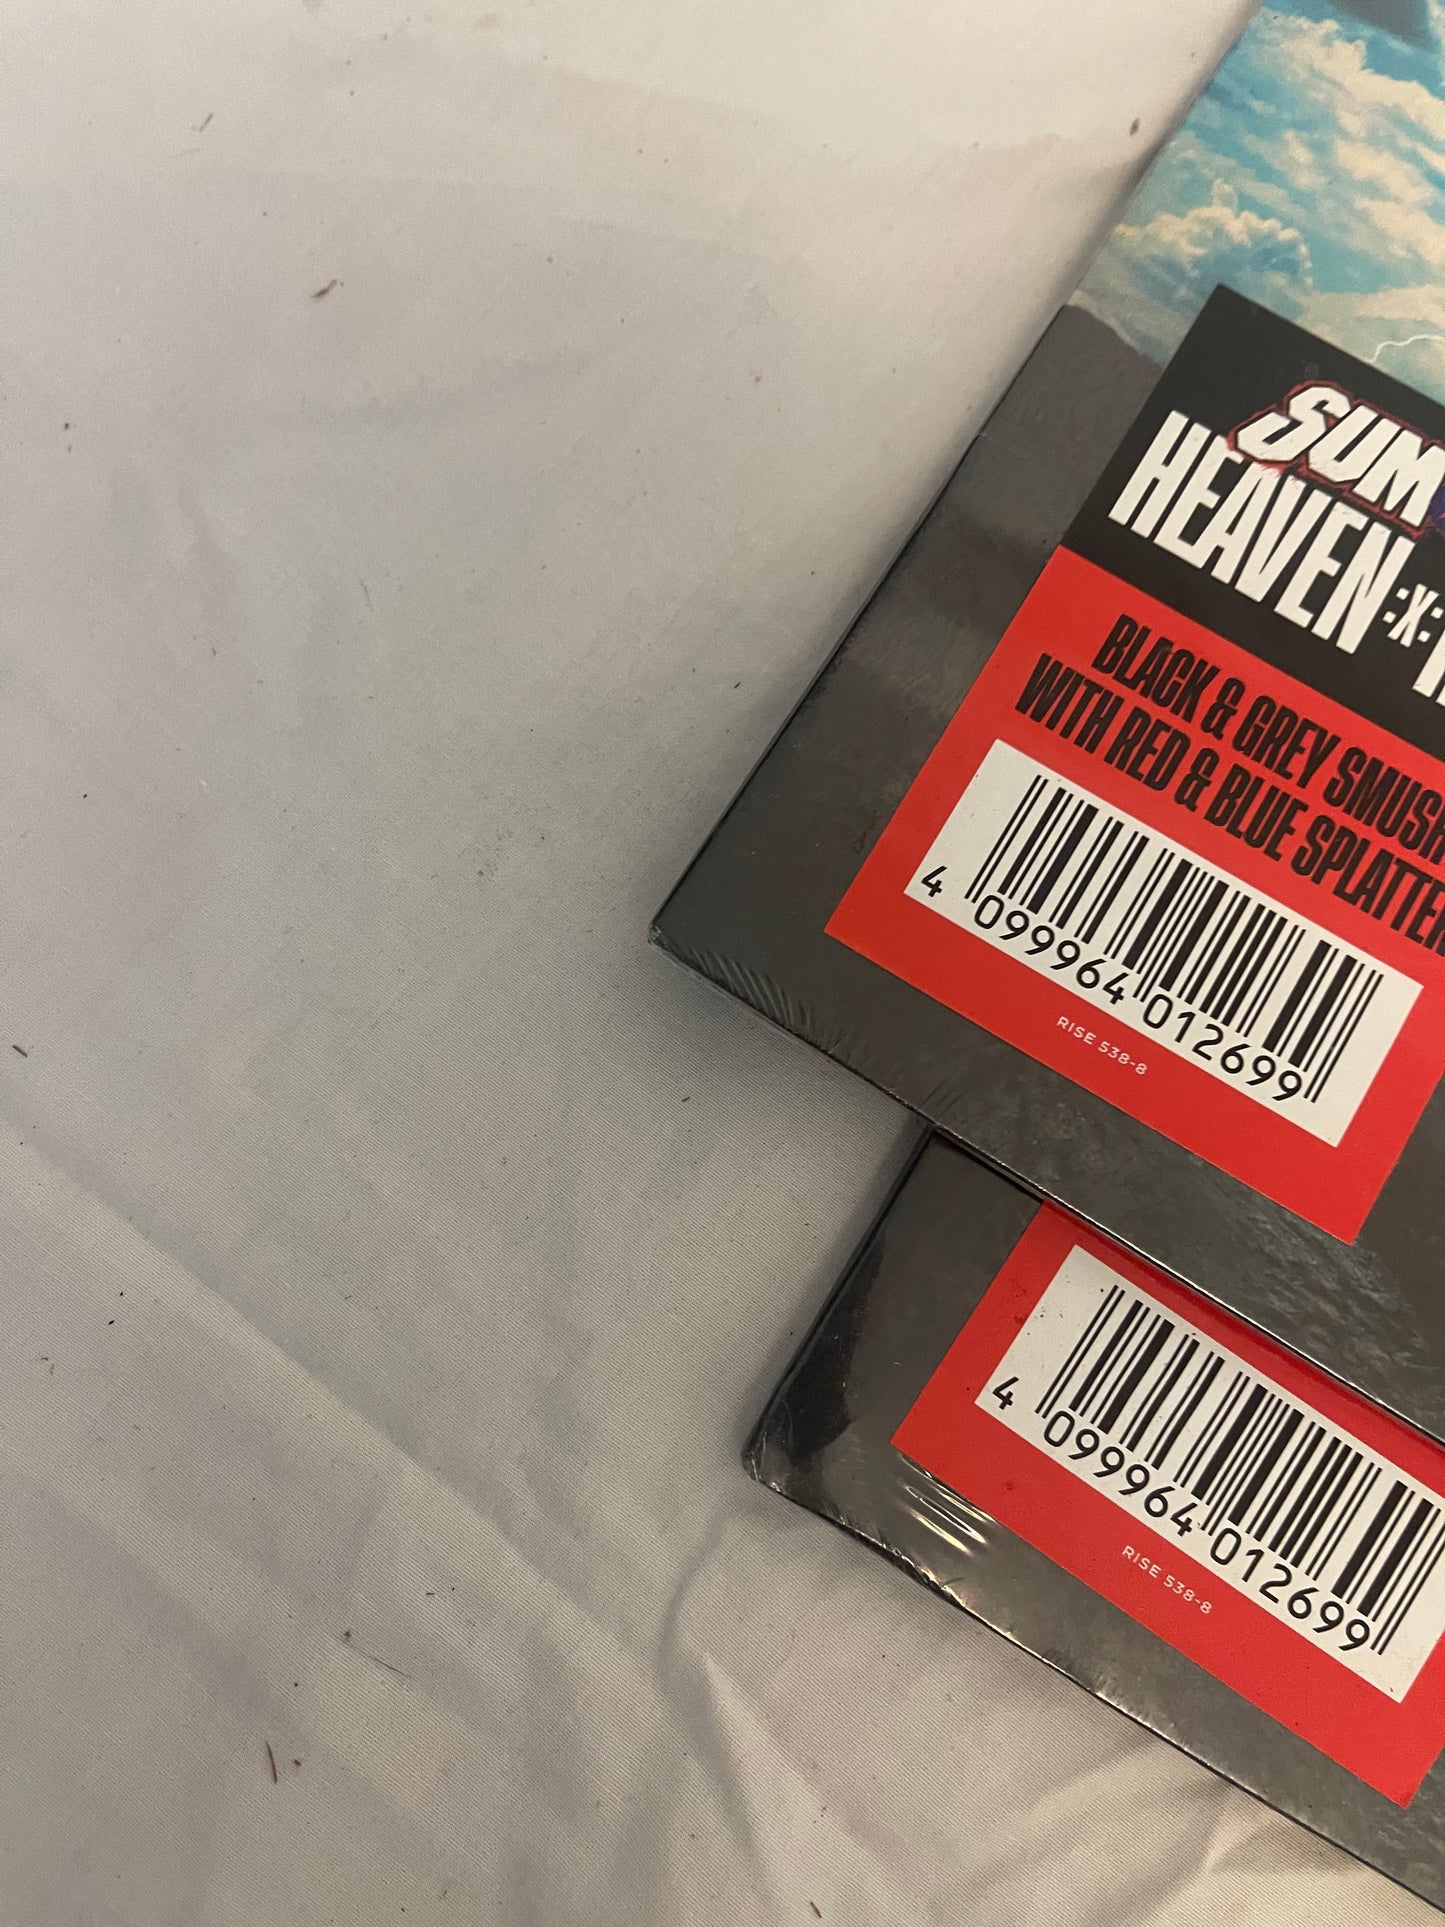 SUM
HEAVEN :X:
BLACK & GREY SMUSH
WITH RED & BLUE SPLATTER
4 099964 012699
RISE 538-8
4 099964 012699
RISE 538-8